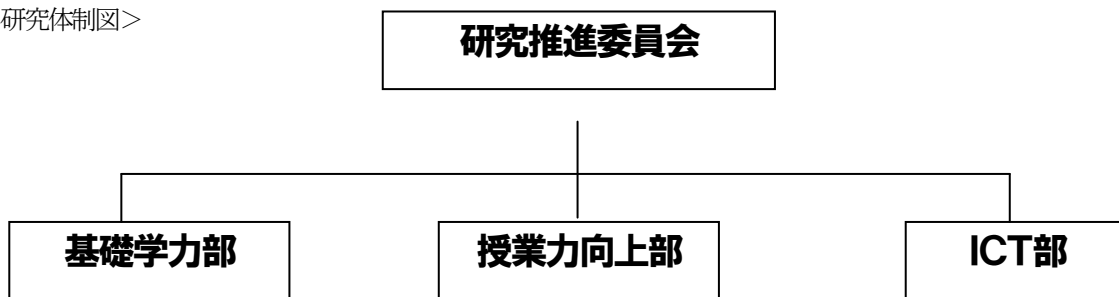 研究体制図＞
研究推進委員会
基礎学力部
授業力向上部
ICT部